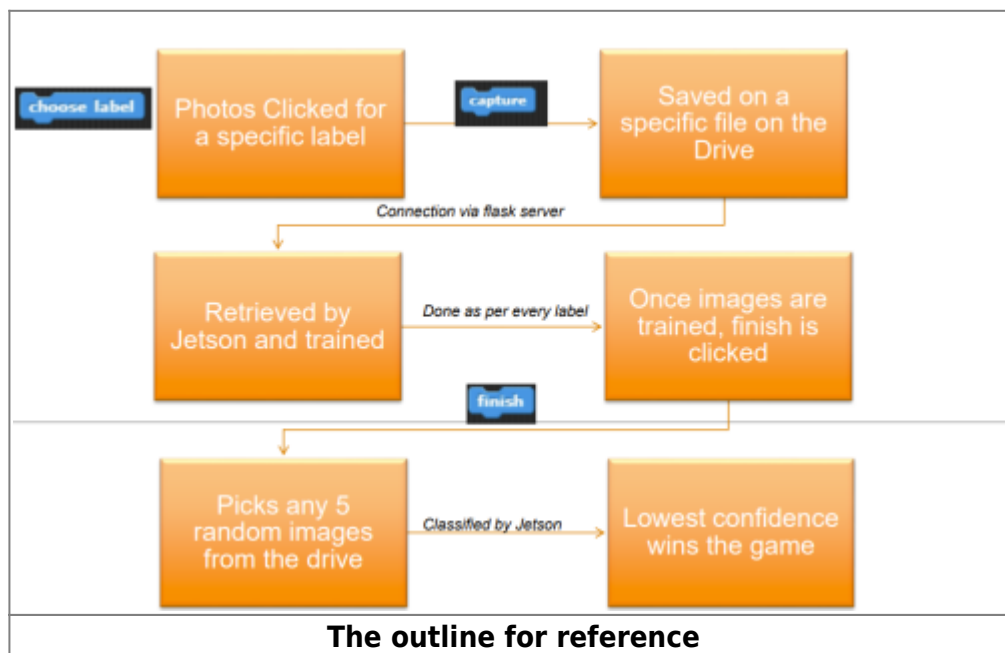 choose label
Photos Clicked for
a specific label
capture
Saved on a
specific file on the
Drive
Connection via flask server
Retrieved by
Jetson and trained
Done as per every label
Once images are
trained, finish is
clicked
finish
Picks any 5
random images
from the drive
Classified by Jetson
Lowest confidence
wins the game
The outline for reference